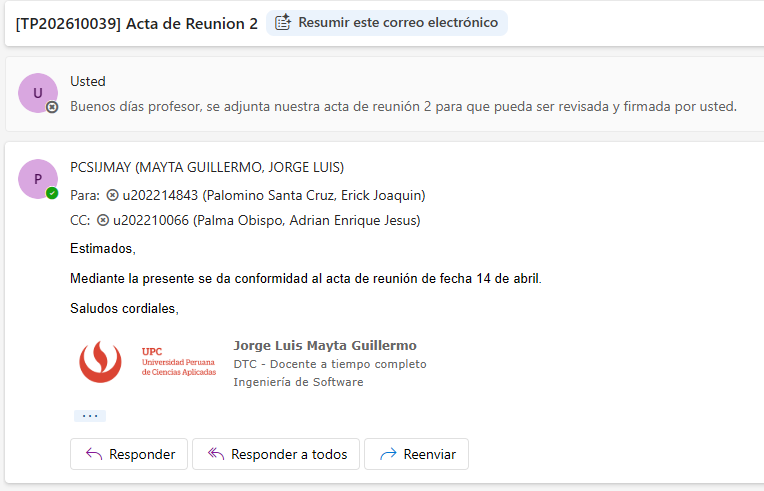 [TP202610039] Acta de Reunion 2
Resumir este correo electrónico
U
Usted
Buenos días profesor, se adjunta nuestra acta de reunión 2 para que pueda ser revisada y firmada por usted.
P
PCSIJMAY (MAYTA GUILLERMO, JORGE LUIS)
Para: u202214843 (Palomino Santa Cruz, Erick Joaquin)
CC: u202210066 (Palma Obispo, Adrian Enrique Jesus)
Estimados,
Mediante la presente se da conformidad al acta de reunión de fecha 14 de abril.
Saludos cordiales,
UPC
Universidad Peruana
de Ciencias Aplicadas
Jorge Luis Mayta Guillermo
DTC - Docente a tiempo completo
Ingeniería de Software
...
Responder
Responder a todos
Reenviar